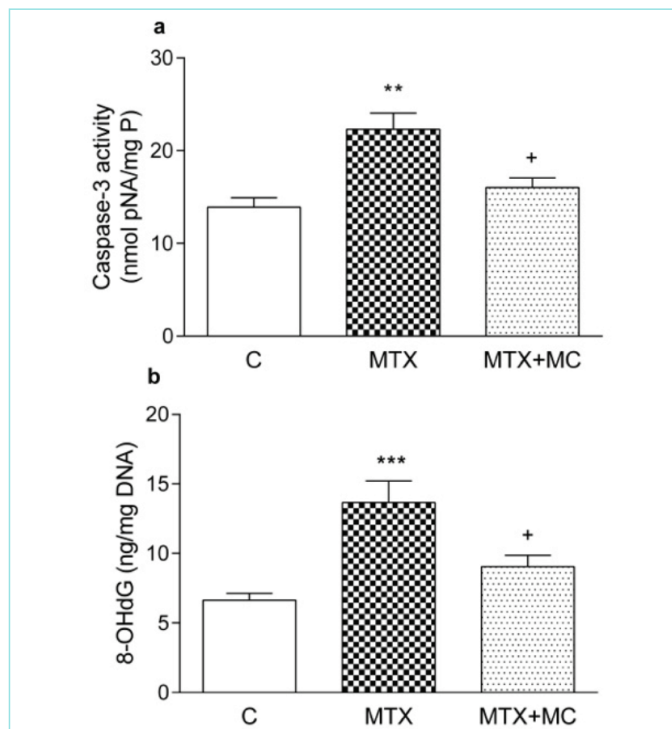 a
Caspase-3 activity
(nmol pNA/mg P)
30
20
10
0
**
+
C MTX MTX+MC
b
8-OHdG (ng/mg DNA)
20
15
10
5
0
***
+
C MTX MTX+MC